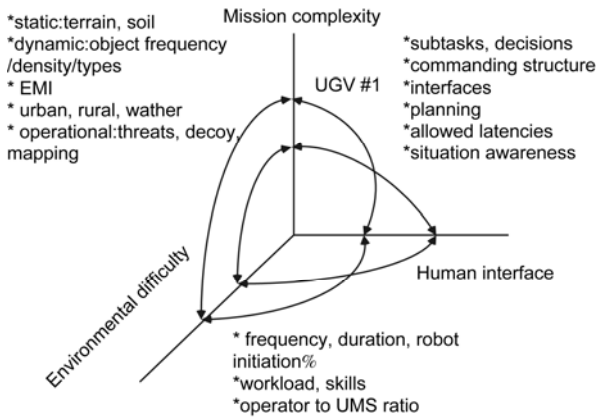 Mission complexity
*static:terrain, soil
*dynamic:object frequency
/density/types
* EMI
* urban, rural, wather
* operational:threats, decoy,
mapping
UGV #1
*subtasks, decisions
*commanding structure
*interfaces
*planning
*allowed latencies
*situation awareness
Environmental difficulty
Human interface
* frequency, duration, robot
initiation%
*workload, skills
*operator to UMS ratio